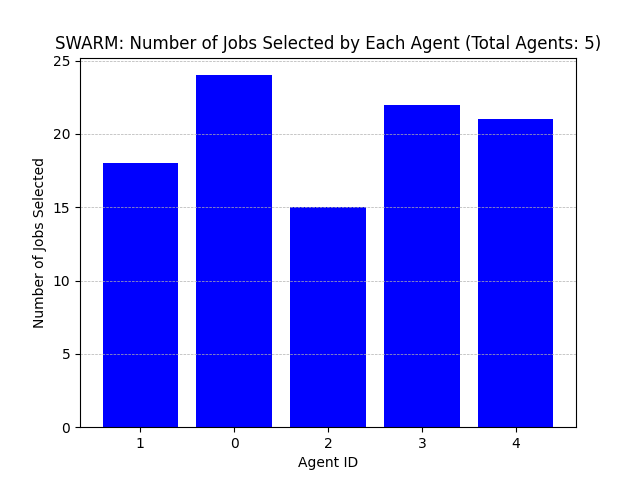 SWARM: Number of Jobs Selected by Each Agent (Total Agents: 5)
25
20
15
10
5
0
Number of Jobs Selected
1 0 2 3 4
Agent ID